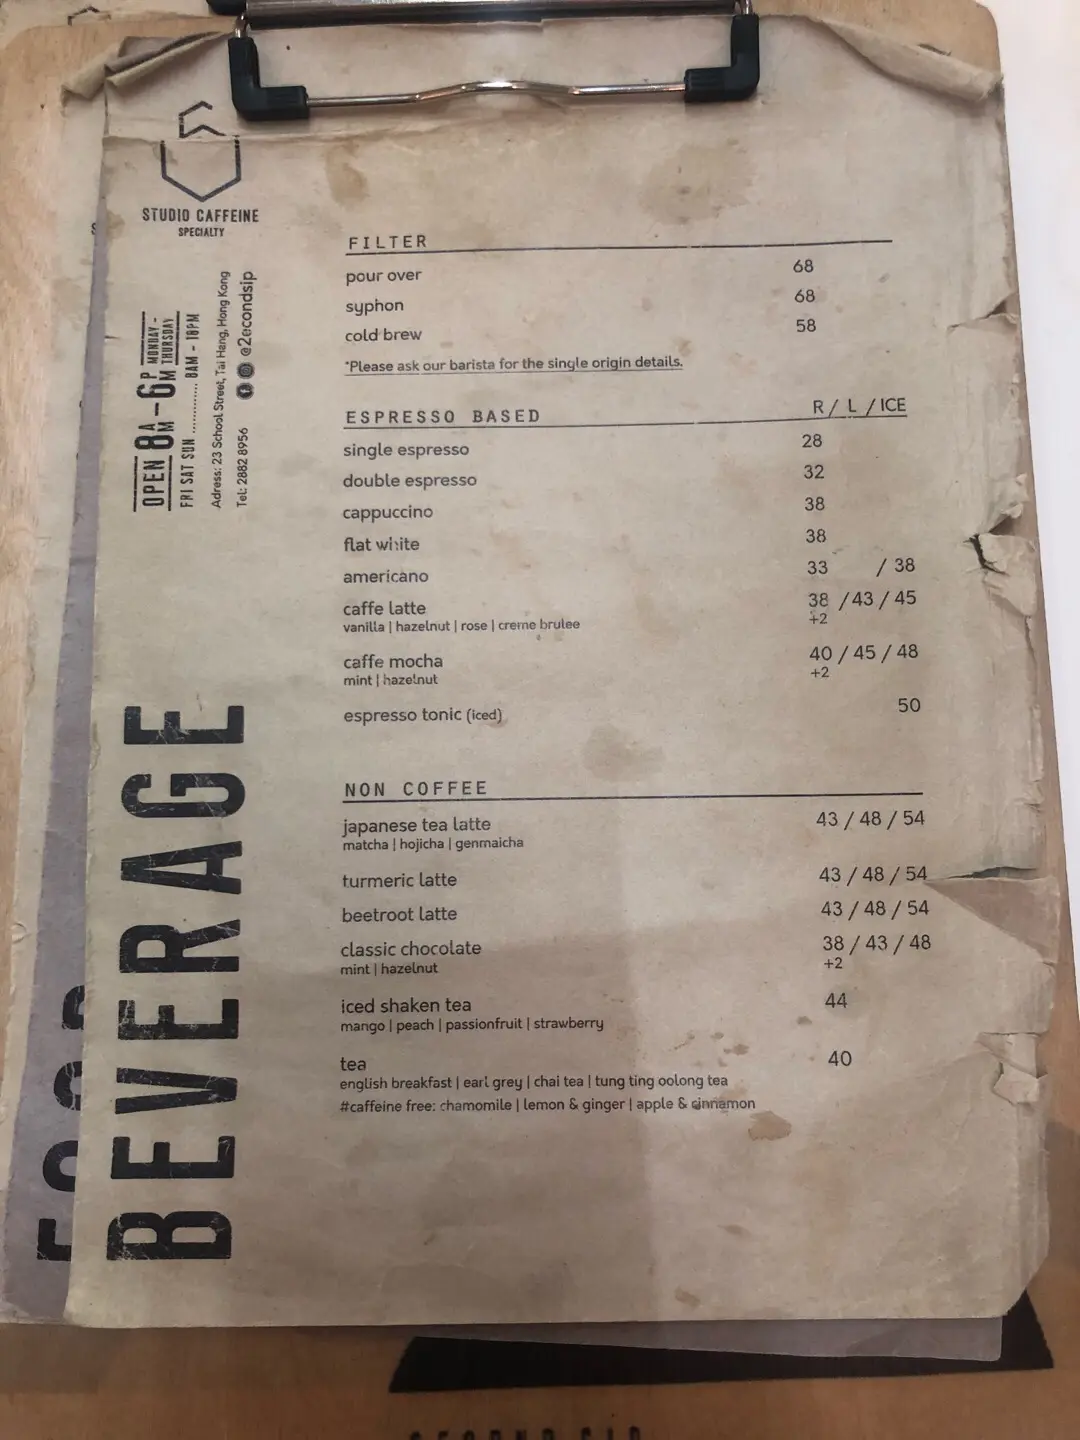 STUDIO CAFFEINE
SPECIALTY
OPEN 8AM-6PM MONDAY - THURSDAY
FRI SAT SUN ............ 8AM - 18PM
Adress: 23 School Street, Tai Hang, Hong Kong
Tel: 2882 8956 @2econdsip
BEVERAGE
FILTER
pour over 68
syphon 68
cold brew 58
*Please ask our barista for the single origin details.
ESPRESSO BASED R / L / ICE
single espresso 28
double espresso 32
cappuccino 38
flat white 38
americano 33 / 38
caffe latte 38 / 43 / 45
vanilla | hazelnut | rose | creme brulee +2
caffe mocha 40 / 45 / 48
mint | hazelnut +2
espresso tonic (iced) 50
NON COFFEE
japanese tea latte 43 / 48 / 54
matcha | hojicha | genmaicha
turmeric latte 43 / 48 / 54
beetroot latte 43 / 48 / 54
classic chocolate 38 / 43 / 48
mint | hazelnut +2
iced shaken tea 44
mango | peach | passionfruit | strawberry
tea 40
english breakfast | earl grey | chai tea | tung ting oolong tea
#caffeine free: chamomile | lemon & ginger | apple & cinnamon